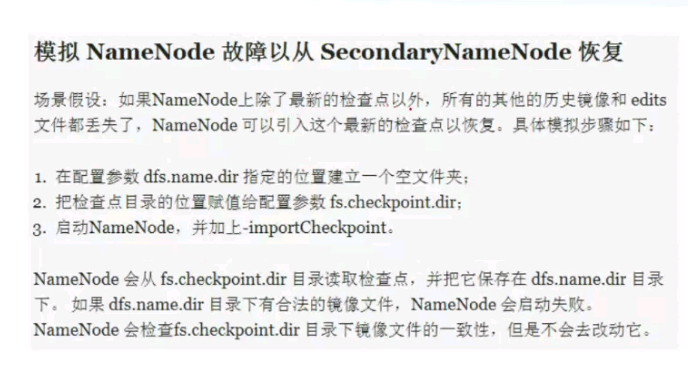 模拟 NameNode 故障以从 SecondaryNameNode 恢复
场景假设：如果NameNode上除了最新的检查点以外，所有的其他的历史镜像和 edits
文件都丢失了，NameNode 可以引入这个最新的检查点以恢复。具体模拟步骤如下：
1. 在配置参数 dfs.name.dir 指定的位置建立一个空文件夹；
2. 把检查点目录的位置赋值给配置参数 fs.checkpoint.dir；
3. 启动NameNode，并加上-importCheckpoint。
NameNode 会从 fs.checkpoint.dir 目录读取检查点，并把它保存在 dfs.name.dir 目录
下。 如果 dfs.name.dir 目录下有合法的镜像文件，NameNode 会启动失败。
NameNode 会检查fs.checkpoint.dir 目录下镜像文件的一致性，但是不会去改动它。